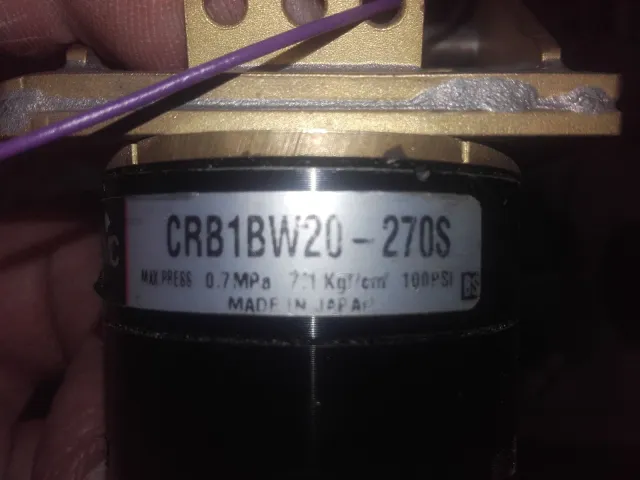 CRB1BW20-270S
MAX PRESS 0.7MPa 7.1 Kgf/cm² 100PSI
MADE IN JAPAN